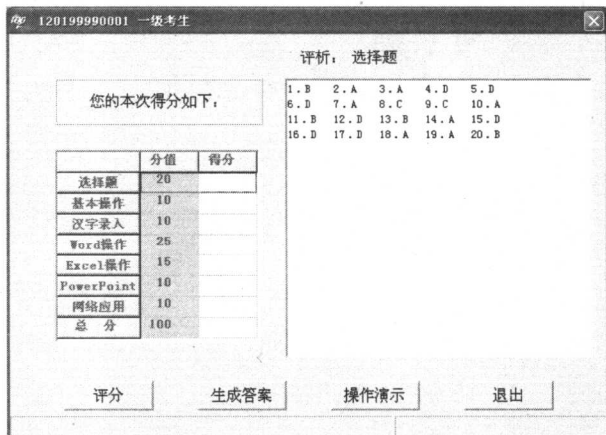 120199990001 一级考生
评析： 选择题
您的本次得分如下：
1.B 2.A 3.A 4.D 5.D
6.D 7.A 8.C 9.C 10.A
11.B 12.D 13.B 14.A 15.D
16.D 17.D 18.A 19.A 20.B
分值 得分
选择题 20
基本操作 10
汉字录入 10
Word操作 25
Excel操作 15
PowerPoint 10
网络应用 10
总 分 100
评分 生成答案 操作演示 退出